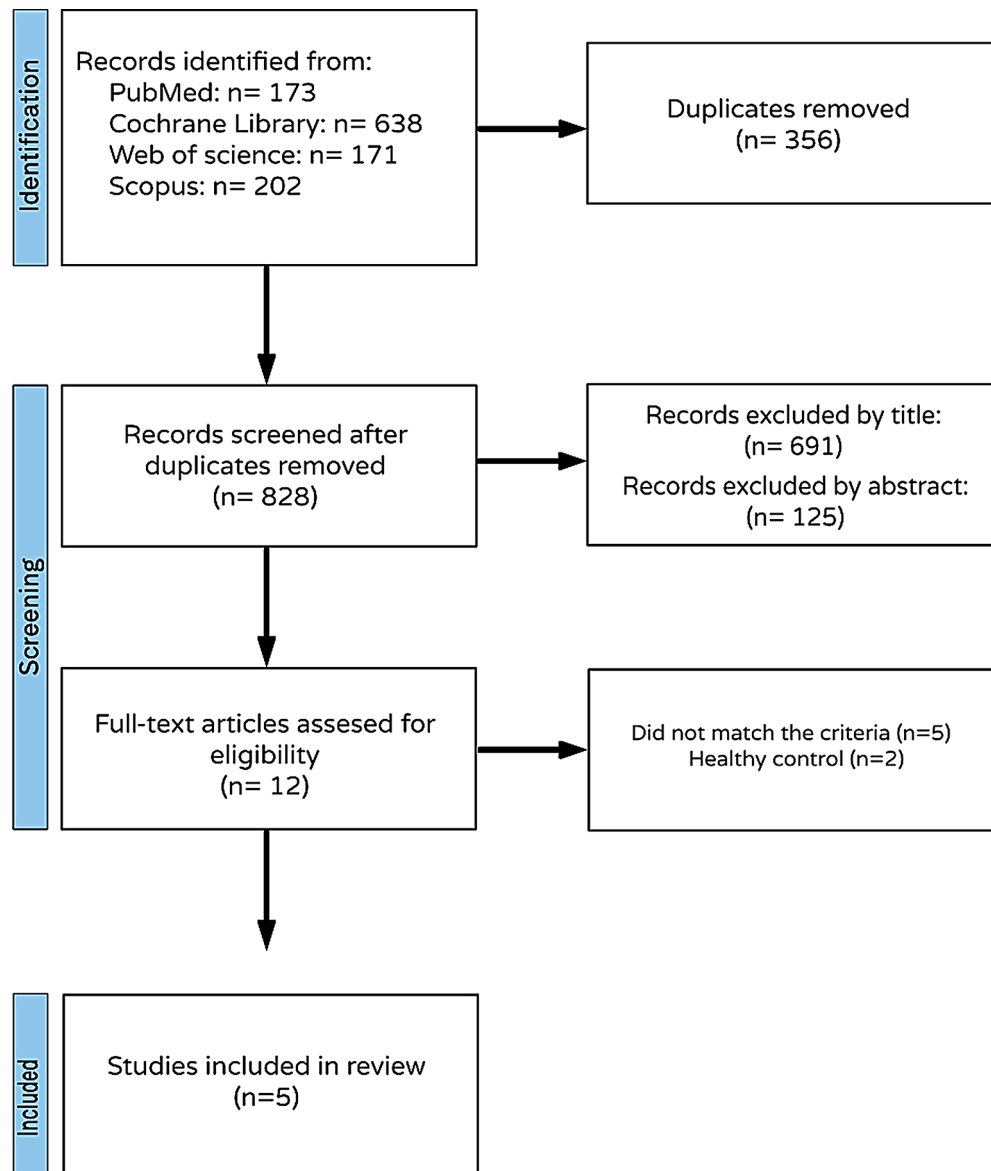 Identification
Records identified from:
PubMed: n= 173
Cochrane Library: n= 638
Web of science: n= 171
Scopus: n= 202
Duplicates removed
(n= 356)
Screening
Records screened after
duplicates removed
(n= 828)
Records excluded by title:
(n= 691)
Records excluded by abstract:
(n= 125)
Full-text articles assesed for
eligibility
(n= 12)
Did not match the criteria (n=5)
Healthy control (n=2)
Included
Studies included in review
(n=5)